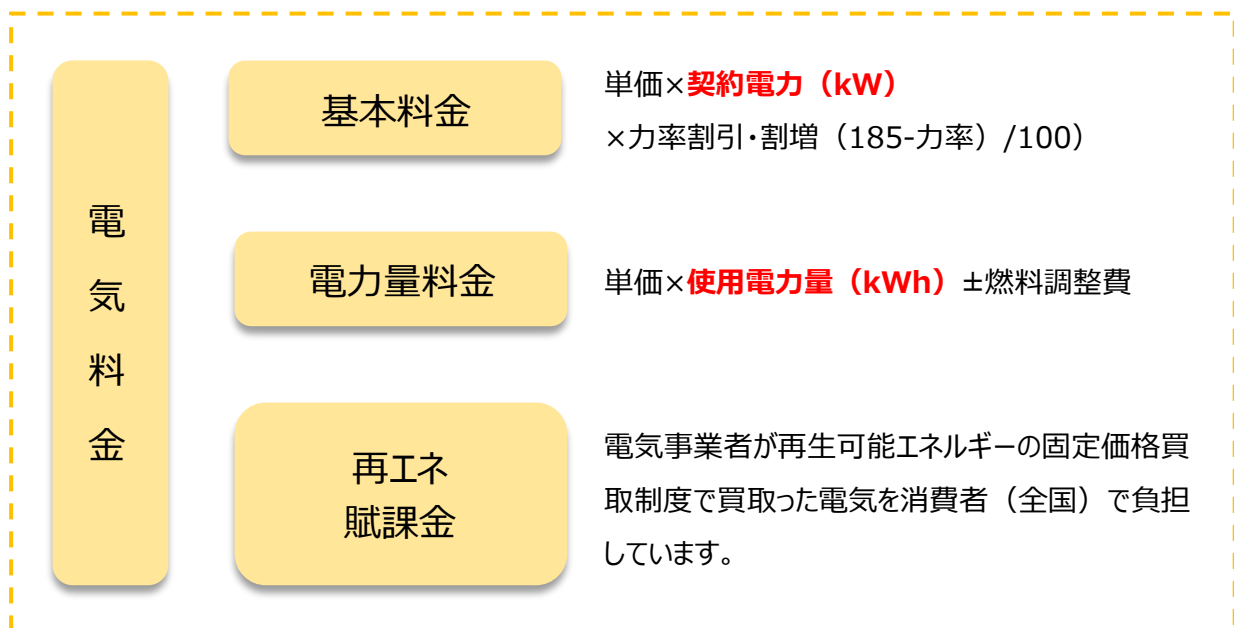 電気料金
基本料金
単価×契約電力（kW）
×力率割引・割増（185-力率）/100）
電力量料金
単価×使用電力量（kWh）±燃料調整費
再エネ
賦課金
電気事業者が再生可能エネルギーの固定価格買
取制度で買取った電気を消費者（全国）で負担
しています。